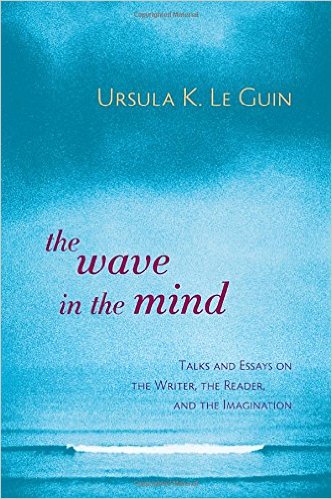 URSULA K. LE GUIN
the
wave
in the mind
TALKS AND ESSAYS ON
THE WRITER, THE READER,
AND THE IMAGINATION